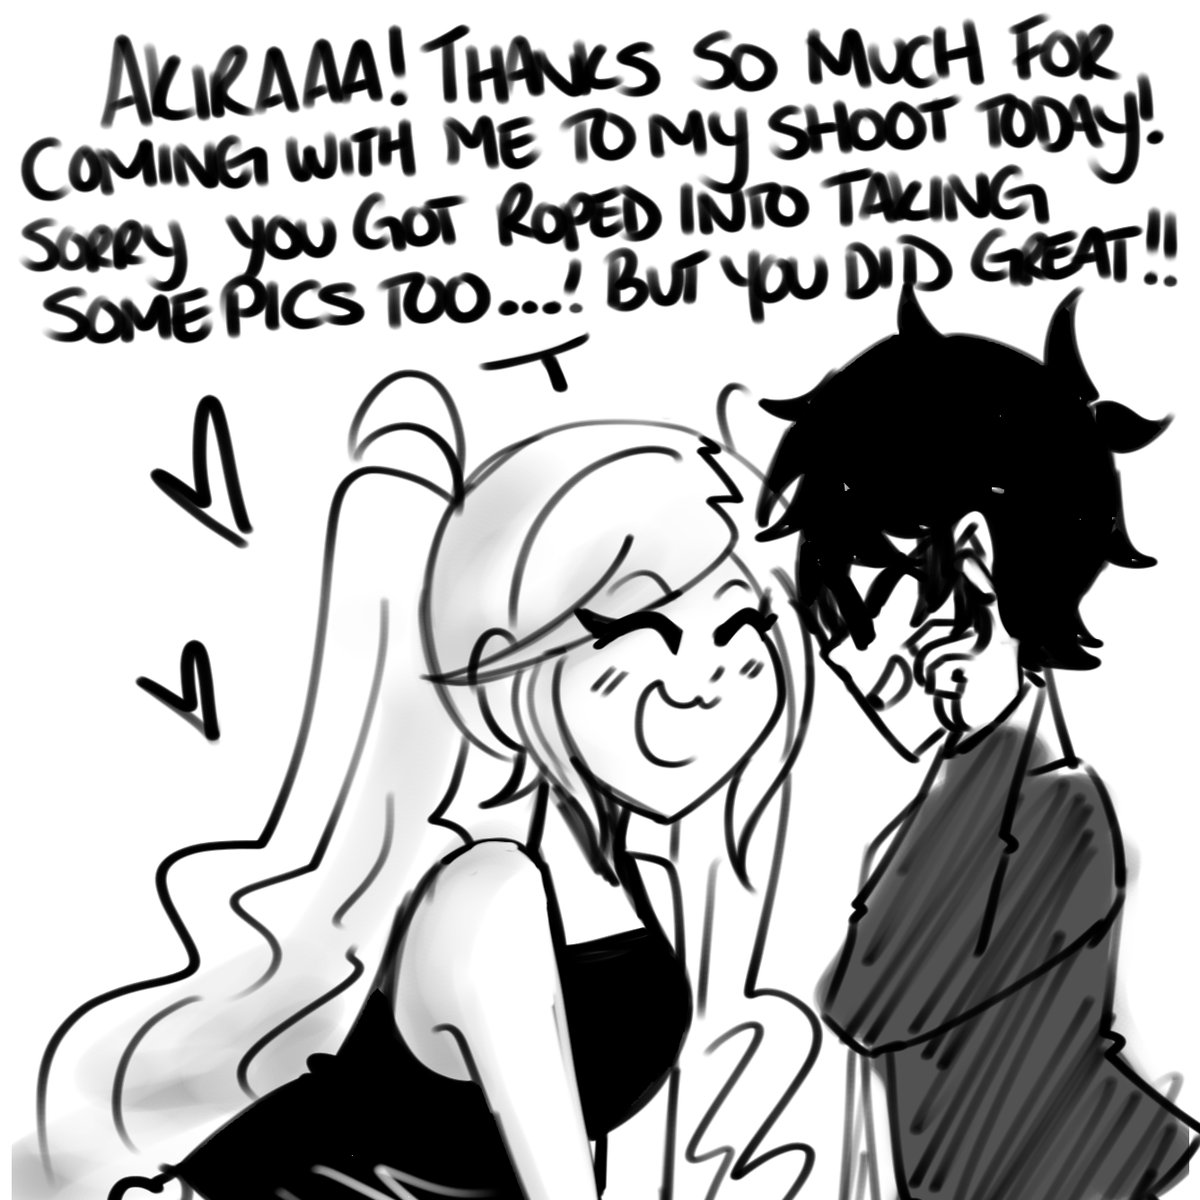 AKIRAAA! THANKS SO MUCH FOR
COMING WITH ME TO MY SHOOT TODAY!
SORRY YOU GOT ROPED INTO TAKING
SOME PICS TOO....! BUT YOU DID GREAT!!